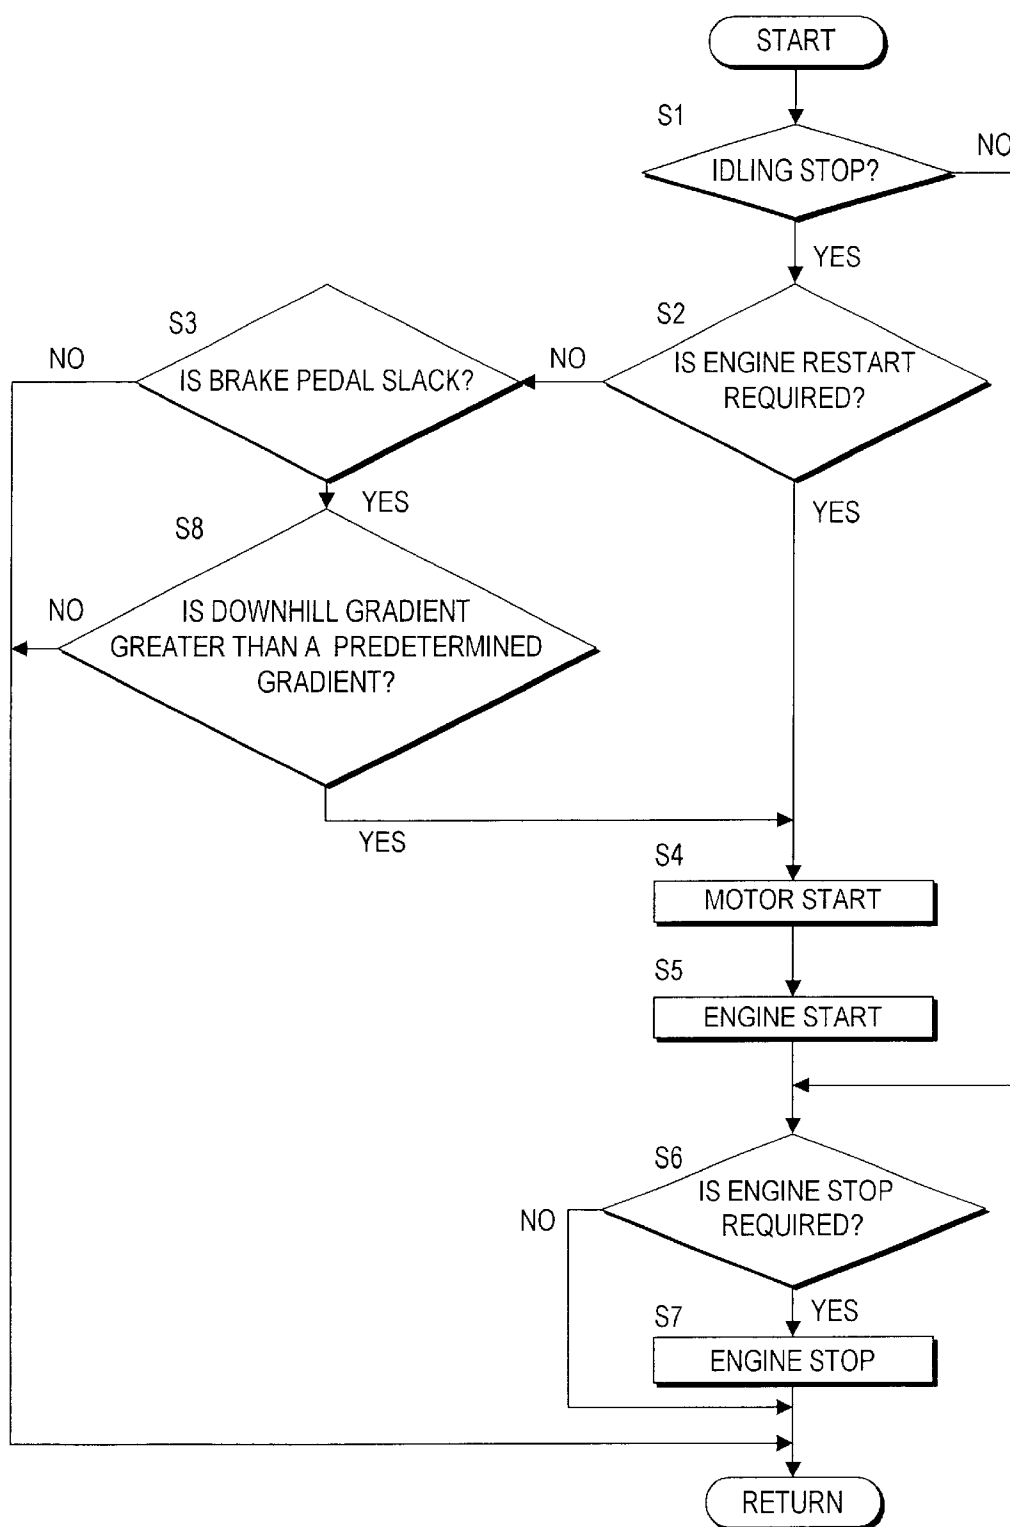 START
S1
NO
IDLING STOP?
YES
S3
S2
NO
NO
IS BRAKE PEDAL SLACK?
IS ENGINE RESTART
REQUIRED?
YES
YES
S8
NO
IS DOWNHILL GRADIENT
GREATER THAN A PREDETERMINED
GRADIENT?
YES
S4
MOTOR START
S5
ENGINE START
S6
IS ENGINE STOP
REQUIRED?
NO
YES
S7
ENGINE STOP
RETURN